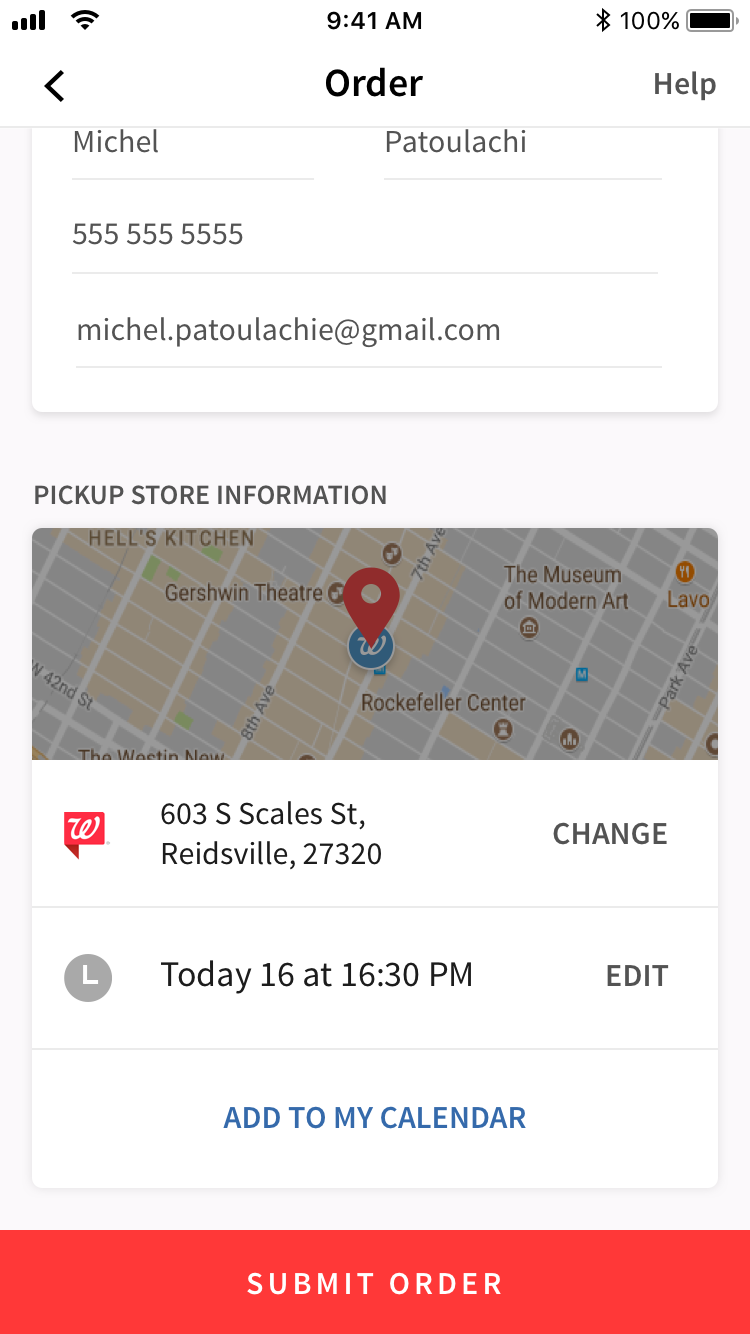 9:41 AM
100%
Order
Help
Michel
Patoulachi
555 555 5555
michel.patoulachie@gmail.com
PICKUP STORE INFORMATION
HELL'S KITCHEN
7th Ave
Gershwin Theatre
The Museum
of Modern Art
Lavo
W 42nd St
8th Ave
Rockefeller Center
Park Ave
The Westin New
603 S Scales St,
Reidsville, 27320
CHANGE
Today 16 at 16:30 PM
EDIT
ADD TO MY CALENDAR
SUBMIT ORDER